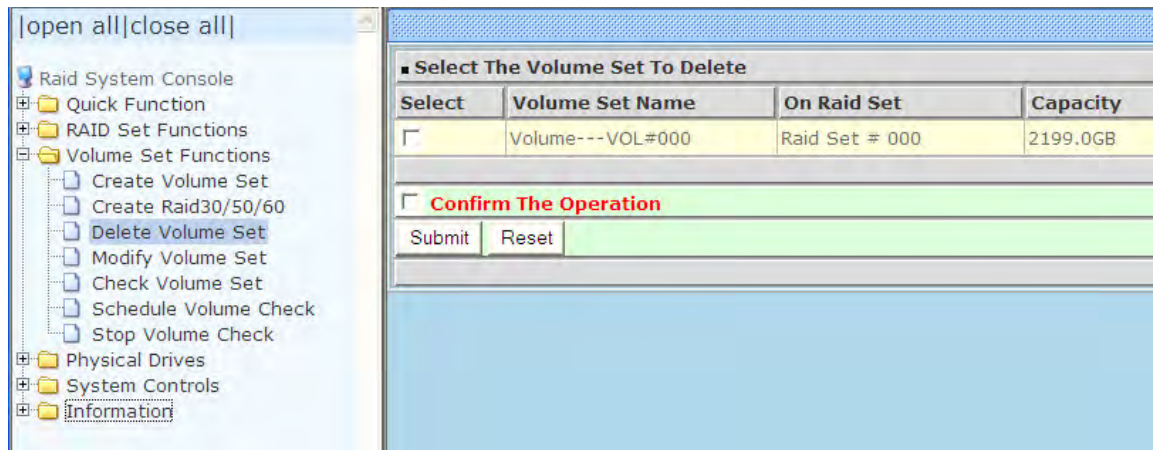 |open all|close all|
Raid System Console
Quick Function
RAID Set Functions
Volume Set Functions
Create Volume Set
Create Raid30/50/60
Delete Volume Set
Modify Volume Set
Check Volume Set
Schedule Volume Check
Stop Volume Check
Physical Drives
System Controls
Information
Select The Volume Set To Delete
Select Volume Set Name On Raid Set Capacity
Volume---VOL#000 Raid Set # 000 2199.0GB
Confirm The Operation
Submit Reset